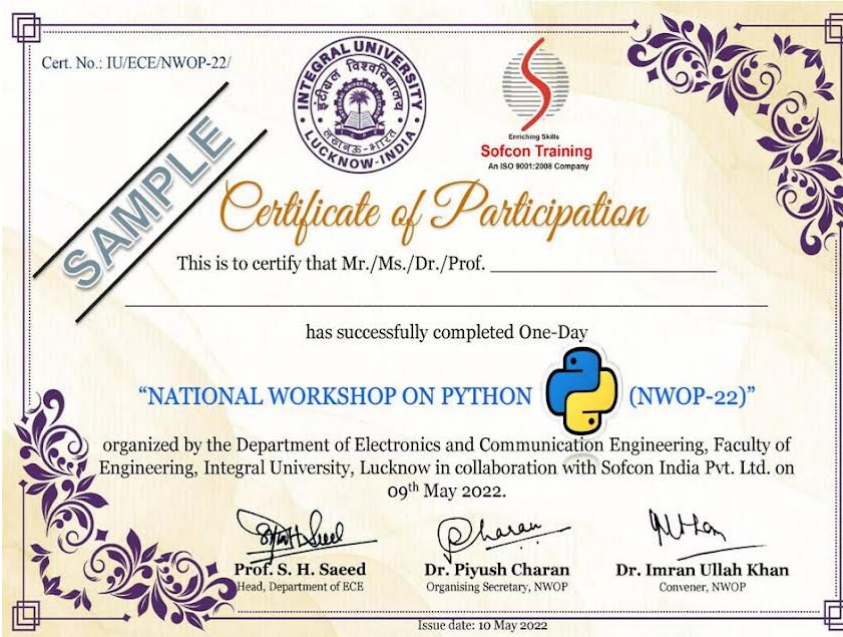 Cert. No.: IU/ECE/NWOP-22/
SAMPLE
INTEGRAL UNIVERSITY
इंटीग्रल विश्वविद्यालय
लखनऊ-भारत
LUCKNOW-INDIA
Enriching Skills
Sofcon Training
An ISO 9001:2008 Company
Certificate of Participation
This is to certify that Mr./Ms./Dr./Prof.
has successfully completed One-Day
“NATIONAL WORKSHOP ON PYTHON (NWOP-22)”
organized by the Department of Electronics and Communication Engineering, Faculty of
Engineering, Integral University, Lucknow in collaboration with Sofcon India Pvt. Ltd. on
09th May 2022.
Prof. S. H. Saeed
Head, Department of ECE
Dr. Piyush Charan
Organising Secretary, NWOP
Dr. Imran Ullah Khan
Convener, NWOP
Issue date: 10 May 2022